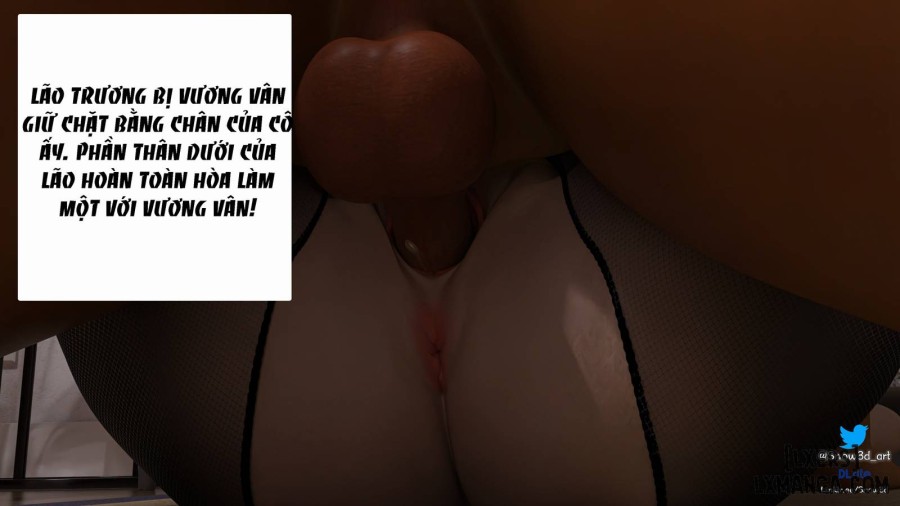 LÃO TRƯƠNG BỊ VƯƠNG VÂN
GIỮ CHẶT BẰNG CHÂN CỦA CÔ
ẤY. PHẦN THÂN DƯỚI CỦA
LÃO HOÀN TOÀN HÒA LÀM
MỘT VỚI VƯƠNG VÂN!